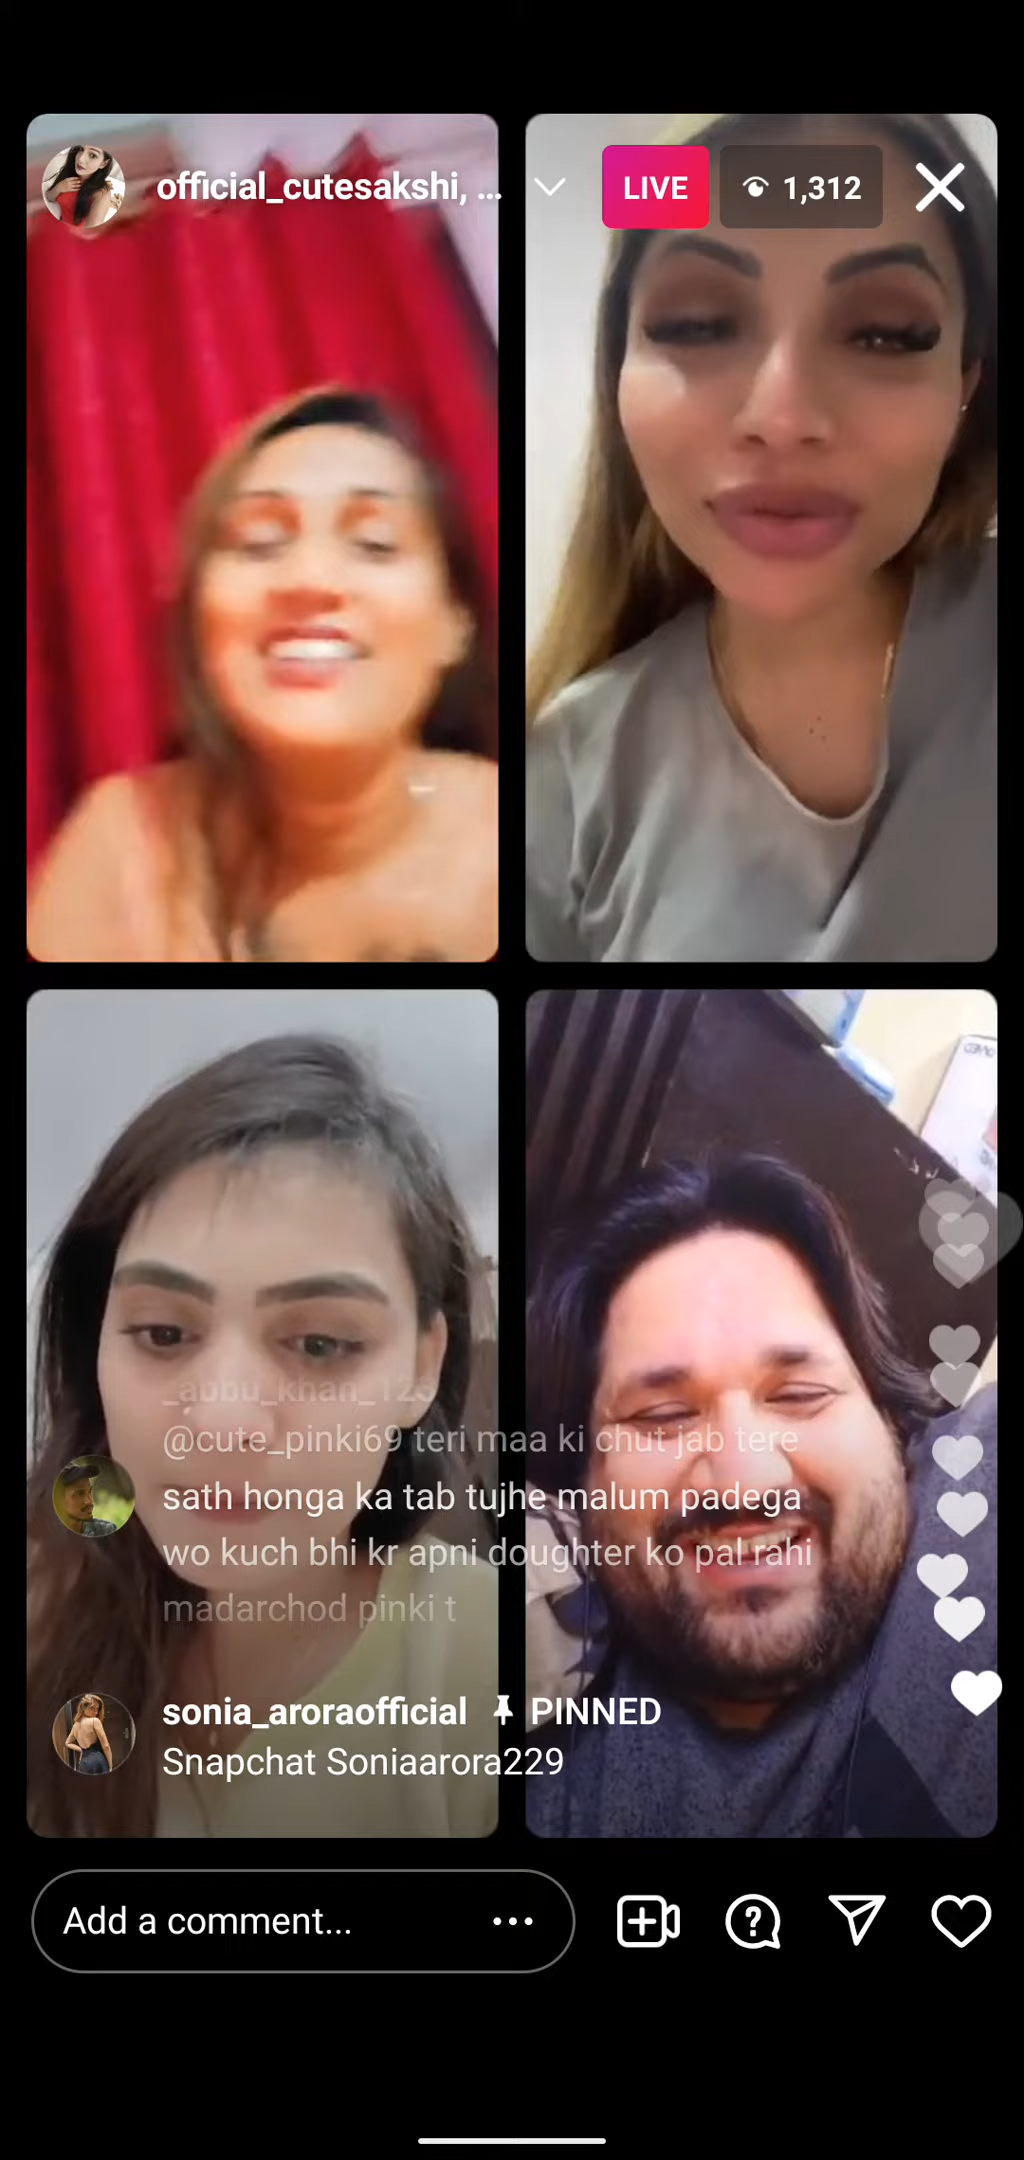 official_cutesakshi, ...
LIVE
1,312
_abbu_khan_123
@cute_pinki69 teri maa ki chut jab tere
sath honga ka tab tujhe malum padega
wo kuch bhi kr apni doughter ko pal rahi
madarchod pinki t
sonia_aroraofficial PINNED
Snapchat Soniaarora229
Add a comment...